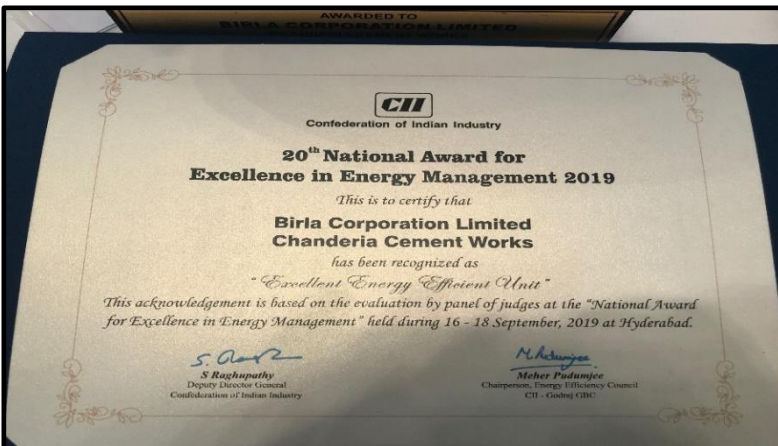 AWARDED TO
BIRLA CORPORATION LIMITED
CII
Confederation of Indian Industry
20th National Award for
Excellence in Energy Management 2019
This is to certify that
Birla Corporation Limited
Chanderia Cement Works
has been recognized as
"Excellent Energy Efficient Unit"
This acknowledgement is based on the evaluation by panel of judges at the "National Award
for Excellence in Energy Management" held during 16 - 18 September, 2019 at Hyderabad.
S Raghupathy
Deputy Director General
Confederation of Indian Industry
Meher Pudumjee
Chairperson, Energy Efficiency Council
CII - Godrej GBC